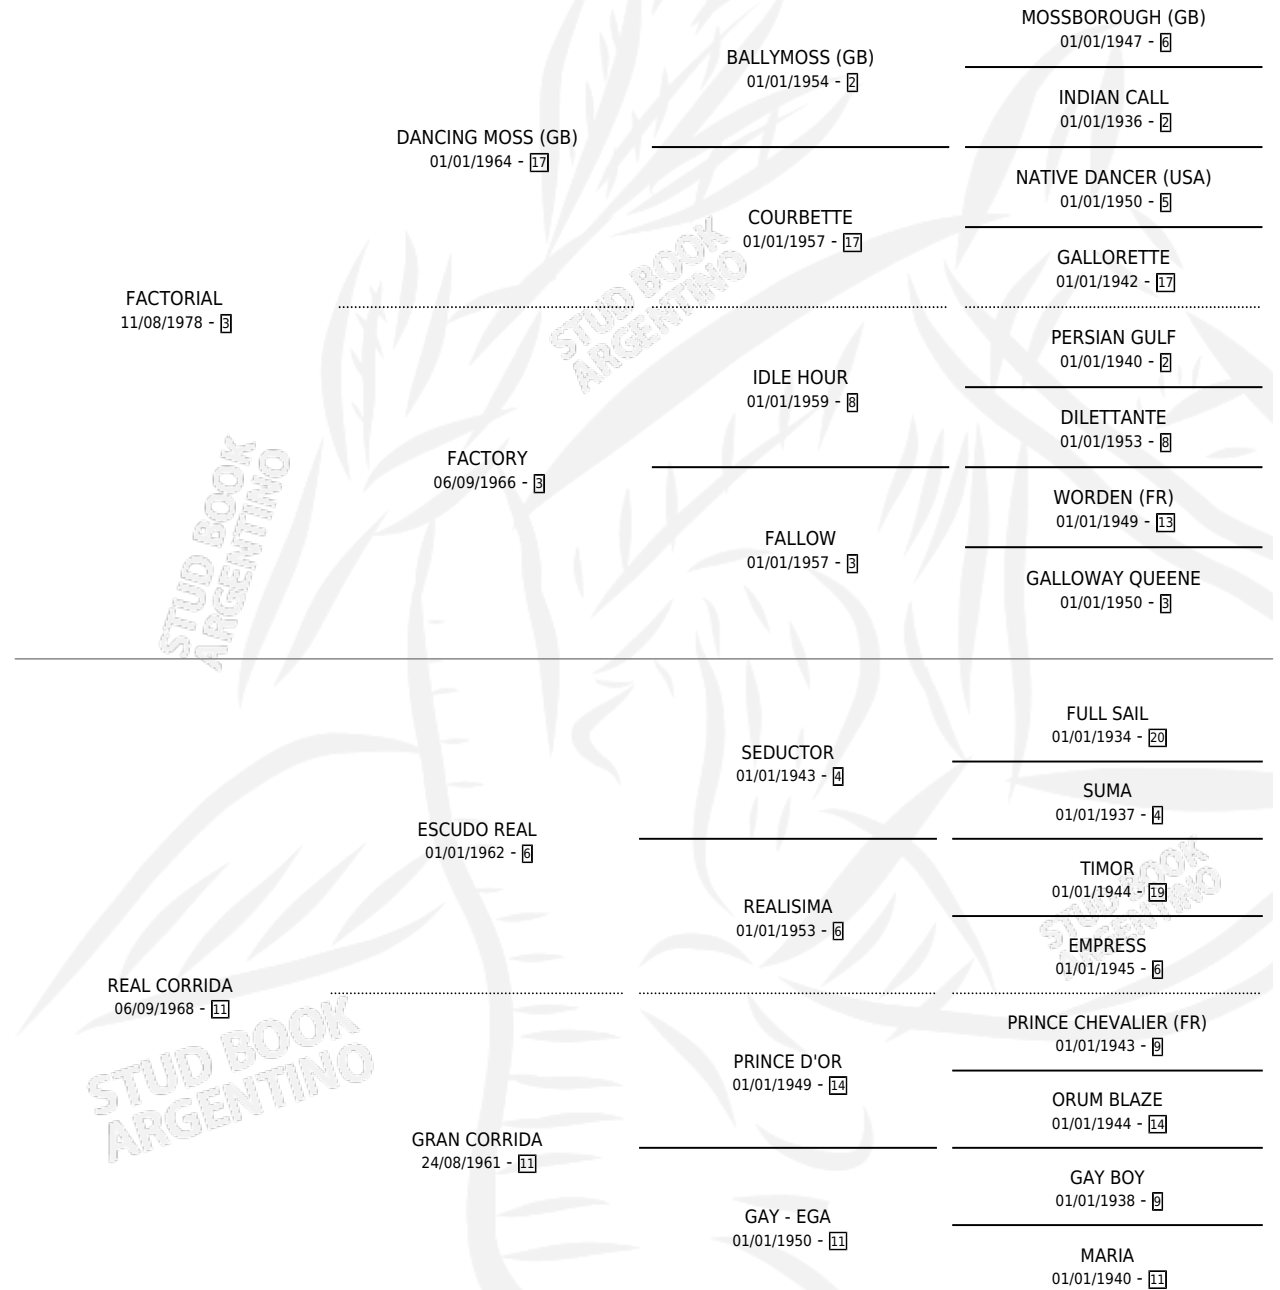 MOSSBOROUGH (GB)
01/01/1947 - 6
BALLYMOSS (GB)
01/01/1954 - 2
INDIAN CALL
01/01/1936 - 2
DANCING MOSS (GB)
01/01/1964 - 17
NATIVE DANCER (USA)
01/01/1950 - 5
COURBETTE
01/01/1957 - 17
GALLORETTE
01/01/1942 - 17
FACTORIAL
11/08/1978 - 3
STUD BOOK
ARGENTINO
PERSIAN GULF
01/01/1940 - 2
IDLE HOUR
01/01/1959 - 8
DILETTANTE
01/01/1953 - 8
FACTORY
06/09/1966 - 3
WORDEN (FR)
01/01/1949 - 13
FALLOW
01/01/1957 - 3
GALLOWAY QUEENE
01/01/1950 - 3
STUD BOOK
ARGENTINO
FULL SAIL
01/01/1934 - 20
SEDUCTOR
01/01/1943 - 4
SUMA
01/01/1937 - 4
ESCUDO REAL
01/01/1962 - 6
TIMOR
01/01/1944 - 19
REALISIMA
01/01/1953 - 6
STUD BOOK
ARGENTINO
EMPRESS
01/01/1945 - 6
REAL CORRIDA
06/09/1968 - 11
PRINCE CHEVALIER (FR)
01/01/1943 - 9
PRINCE D'OR
01/01/1949 - 14
ORUM BLAZE
01/01/1944 - 14
STUD BOOK
ARGENTINO
GRAN CORRIDA
24/08/1961 - 11
GAY BOY
01/01/1938 - 9
GAY - EGA
01/01/1950 - 11
MARIA
01/01/1940 - 11